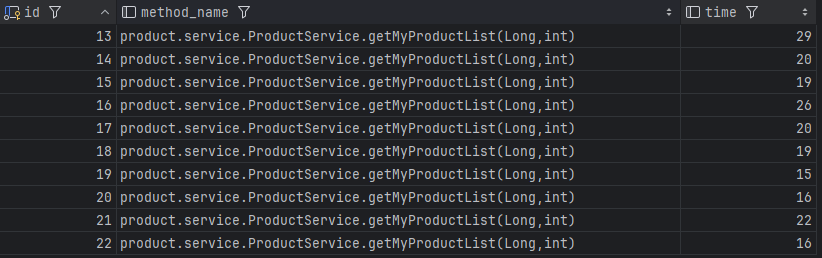 id method_name time
13 product.service.ProductService.getMyProductList(Long,int) 29
14 product.service.ProductService.getMyProductList(Long,int) 20
15 product.service.ProductService.getMyProductList(Long,int) 19
16 product.service.ProductService.getMyProductList(Long,int) 26
17 product.service.ProductService.getMyProductList(Long,int) 20
18 product.service.ProductService.getMyProductList(Long,int) 19
19 product.service.ProductService.getMyProductList(Long,int) 15
20 product.service.ProductService.getMyProductList(Long,int) 16
21 product.service.ProductService.getMyProductList(Long,int) 22
22 product.service.ProductService.getMyProductList(Long,int) 16